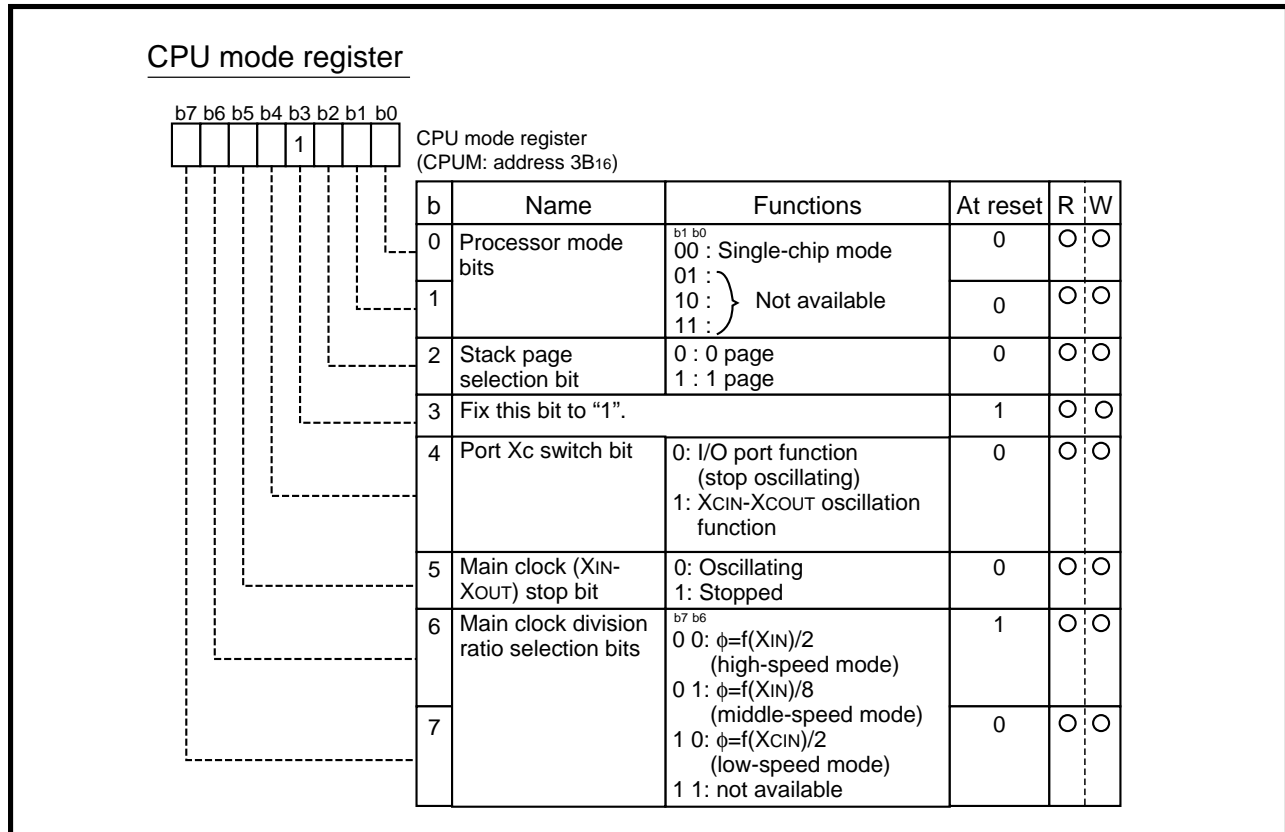 CPU mode register
b7 b6 b5 b4 b3 b2 b1 b0
1
CPU mode register
(CPUM: address 3B16)
b Name Functions At reset R W
0 Processor mode bits
b1 b0
00 : Single-chip mode
01 :
10 : Not available
11 :
0
1
0
2 Stack page selection bit
0 : 0 page
1 : 1 page
0
3 Fix this bit to “1”. 1
4 Port Xc switch bit
0: I/O port function
(stop oscillating)
1: XCIN-XCOUT oscillation
function
0
5 Main clock (XIN-
XOUT) stop bit
0: Oscillating
1: Stopped
0
6 Main clock division
ratio selection bits
b7 b6
0 0: ϕ=f(XIN)/2
(high-speed mode)
0 1: ϕ=f(XIN)/8
(middle-speed mode)
1 0: ϕ=f(XCIN)/2
(low-speed mode)
1 1: not available
1
7
0